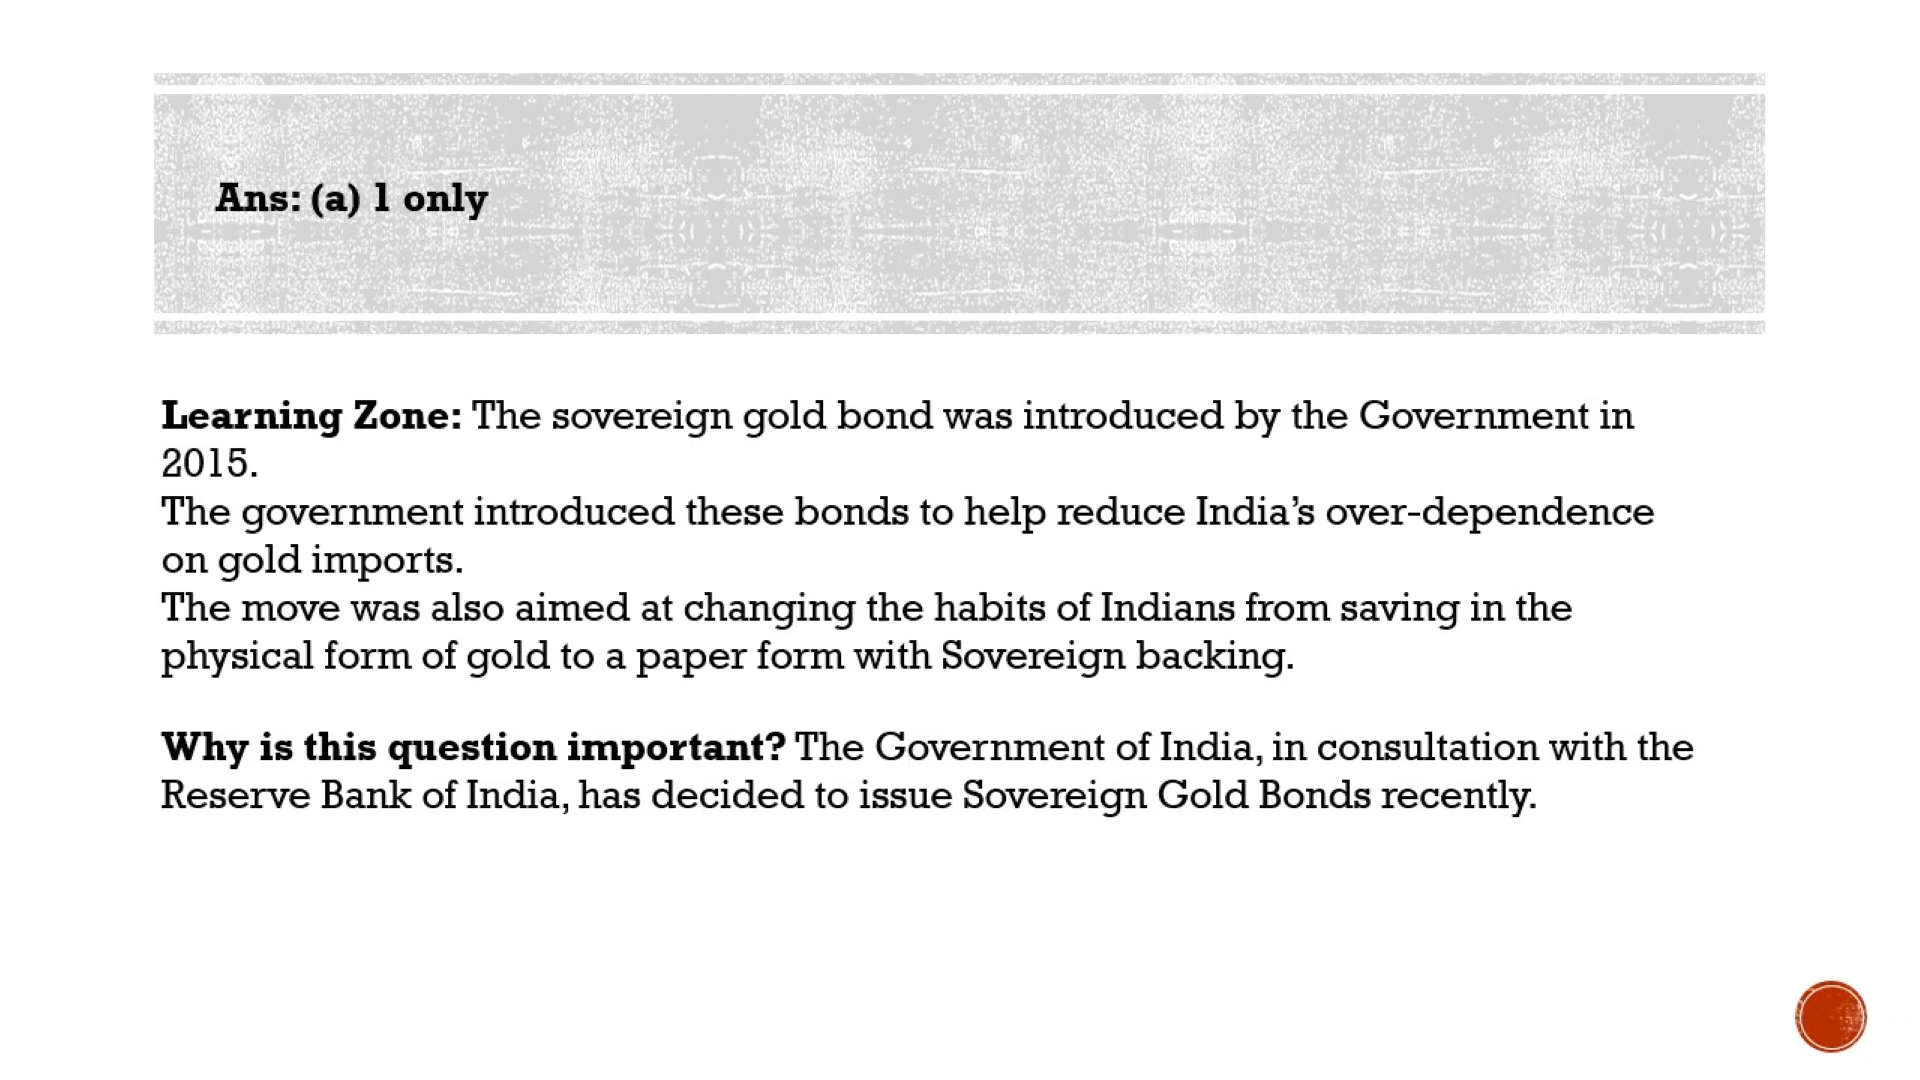 Ans: (a) 1 only
Learning Zone: The sovereign gold bond was introduced by the Government in
2015.
The government introduced these bonds to help reduce India’s over-dependence
on gold imports.
The move was also aimed at changing the habits of Indians from saving in the
physical form of gold to a paper form with Sovereign backing.
Why is this question important? The Government of India, in consultation with the
Reserve Bank of India, has decided to issue Sovereign Gold Bonds recently.